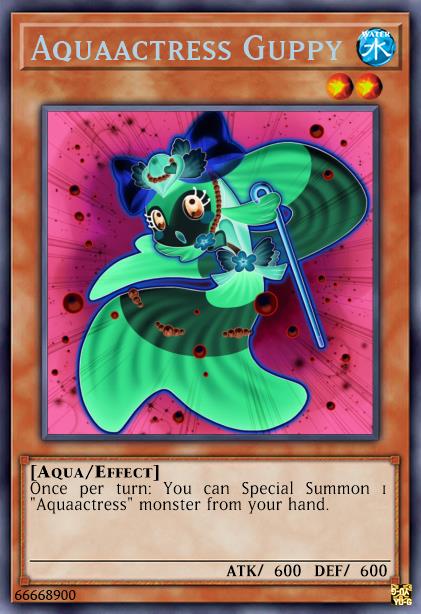 Aquaactress Guppy
WATER
水
[Aqua/Effect]
Once per turn: You can Special Summon 1
"Aquaactress" monster from your hand.
ATK/ 600 DEF/ 600
66668900